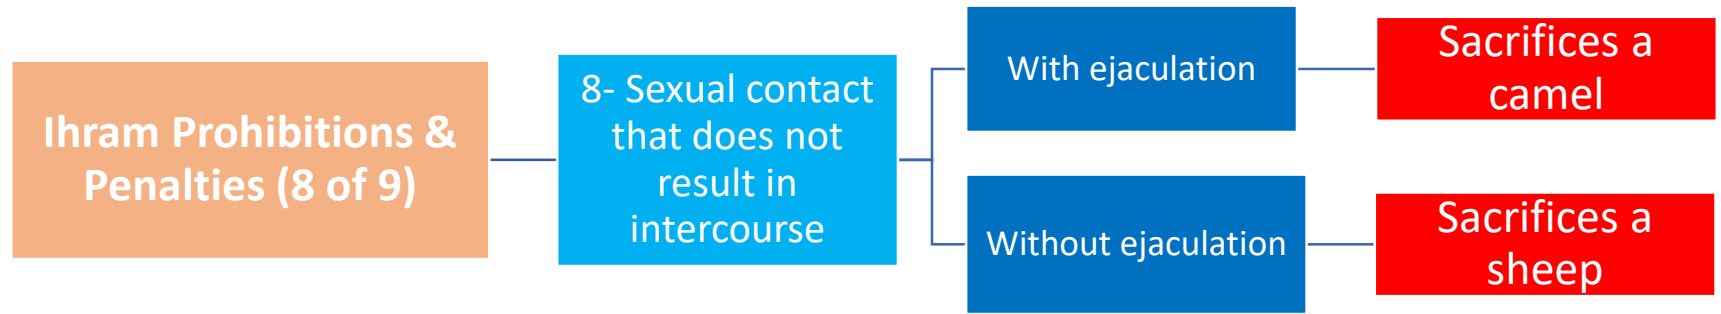 Ihram Prohibitions &
Penalties (8 of 9)
8- Sexual contact
that does not
result in
intercourse
With ejaculation
Sacrifices a
camel
Without ejaculation
Sacrifices a
sheep